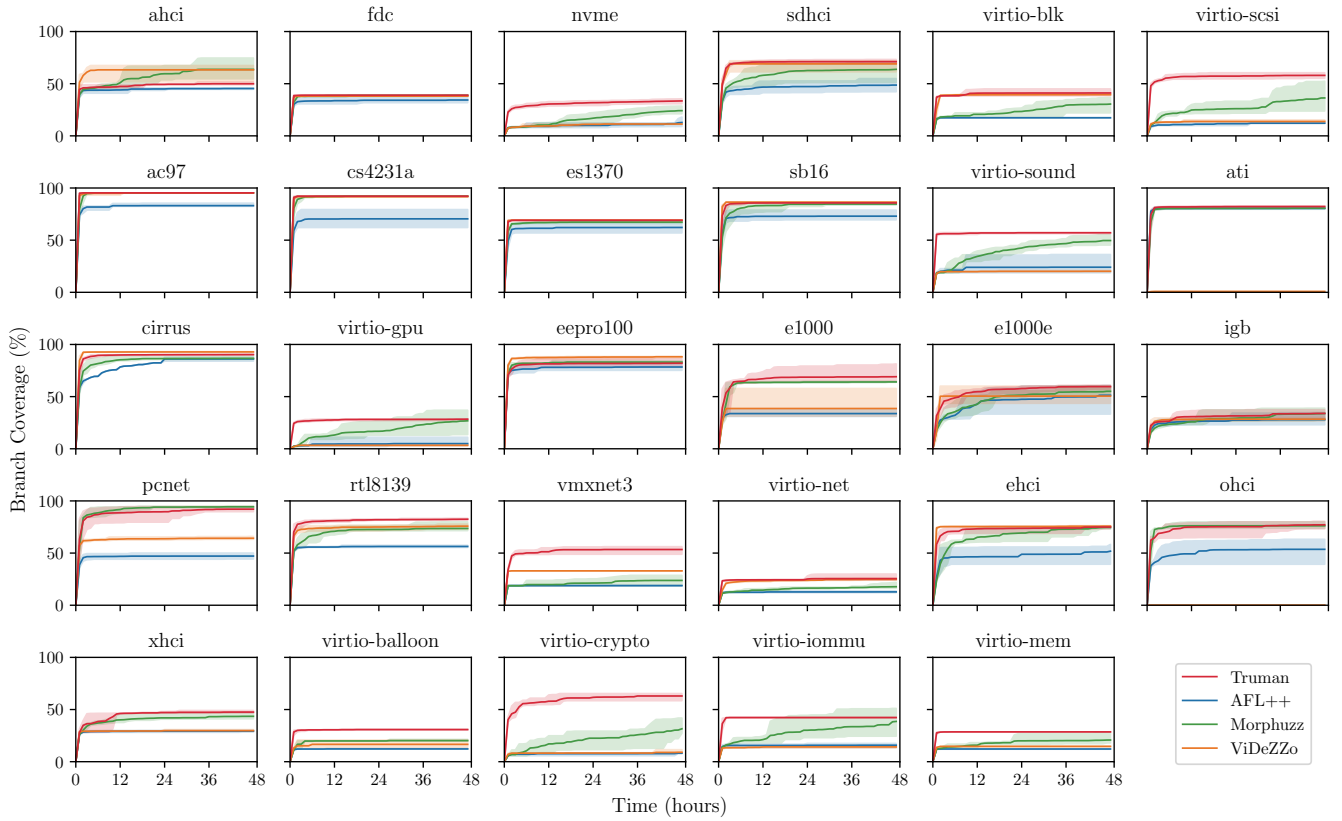 ahci fdc nvme sdhci virtio-blk virtio-scsi
100
50
0
ac97 cs4231a es1370 sb16 virtio-sound ati
100
50
0
cirrus virtio-gpu eepro100 e1000 e1000e igb
100
50
0
pcnet rtl8139 vmxnet3 virtio-net ehci ohci
100
50
0
xhci virtio-balloon virtio-crypto virtio-iommu virtio-mem
100
50
0
0 12 24 36 48 0 12 24 36 48 0 12 24 36 48 0 12 24 36 48 0 12 24 36 48
Branch Coverage (%)
Time (hours)
Truman
AFL++
Morphuzz
ViDeZZo